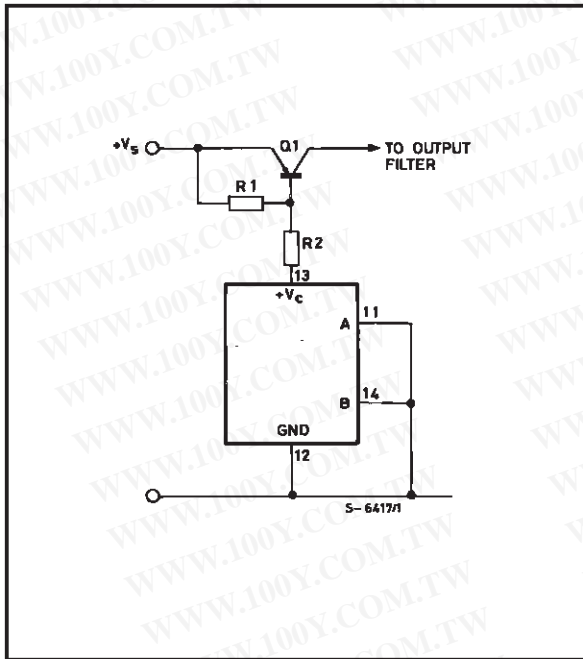 +Vs
Q1
TO OUTPUT
FILTER
R1
R2
13
+Vc
A
11
B
14
GND
12
S-6417/1
WWW.100Y.COM.TW